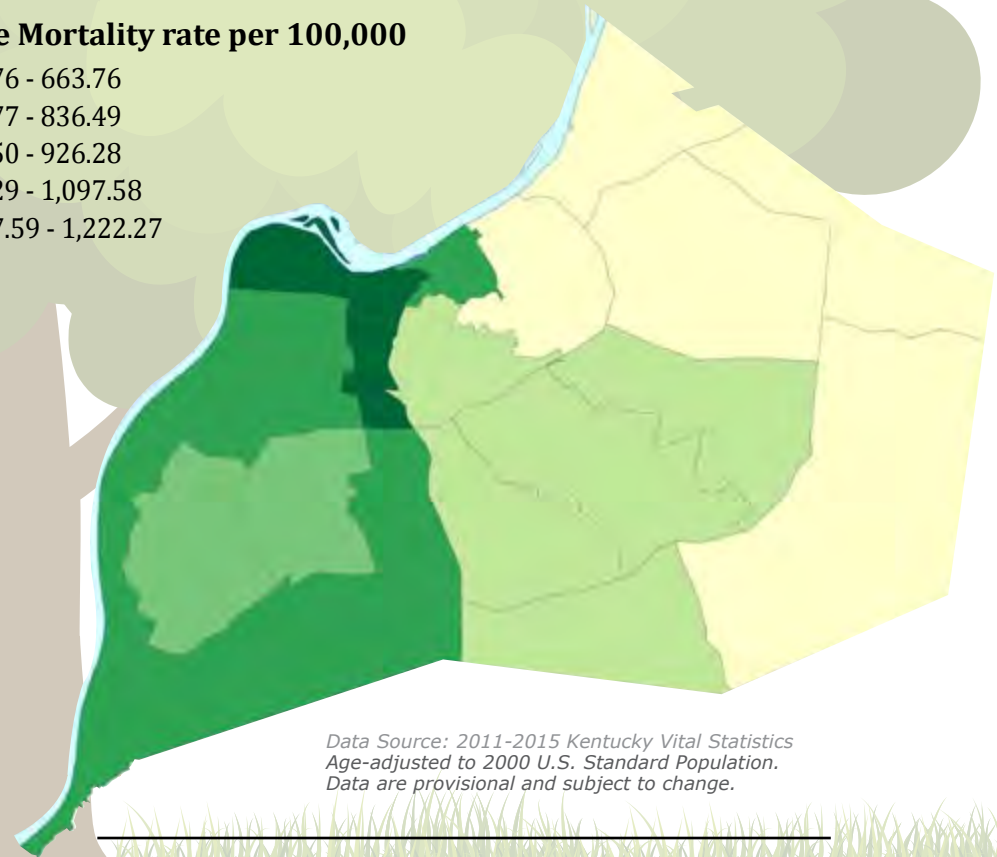 e Mortality rate per 100,000
76 - 663.76
77 - 836.49
50 - 926.28
29 - 1,097.58
7.59 - 1,222.27
Data Source: 2011-2015 Kentucky Vital Statistics
Age-adjusted to 2000 U.S. Standard Population.
Data are provisional and subject to change.